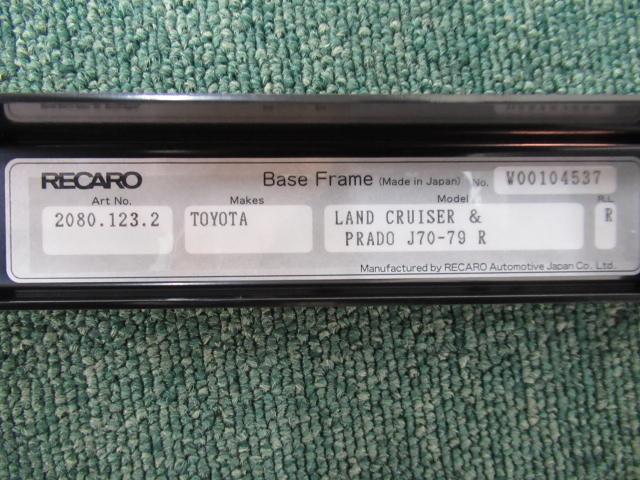 RECARO Base Frame (Made in Japan) No. W00104537
Art No. Makes Model R.L.
2080.123.2 TOYOTA LAND CRUISER & R
PRADO J70-79 R
Manufactured by RECARO Automotive Japan Co., Ltd.